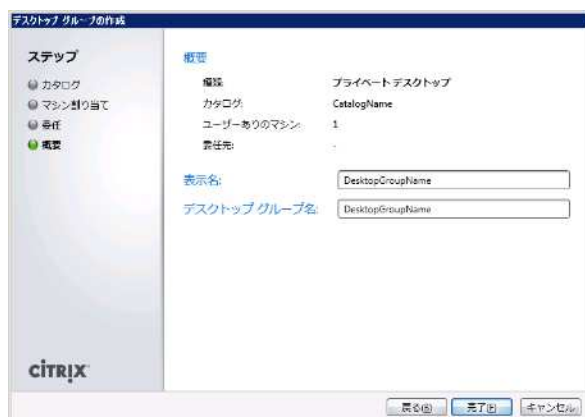 デスクトップ グループの作成
ステップ
カタログ
マシン割り当て
委任
概要
概要
種類: プライベート デスクトップ
カタログ: CatalogName
ユーザーありのマシン: 1
委任先: -
表示名: DesktopGroupName
デスクトップ グループ名: DesktopGroupName
CITRIX
戻る(B) 完了(F) キャンセル